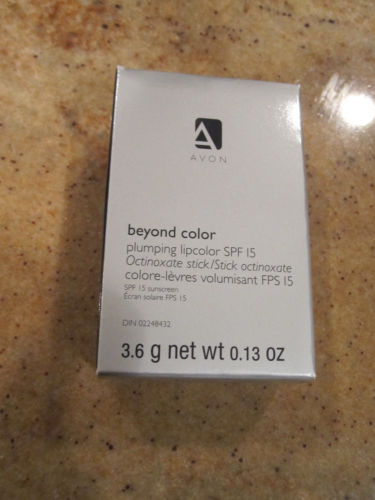 AVON
beyond color
plumping lipcolor SPF 15
Octinoxate stick/Stick octinoxate
colore-lèvres volumisant FPS 15
SPF 15 sunscreen
Écran solaire FPS 15
DIN 02248432
3.6 g net wt 0.13 oz